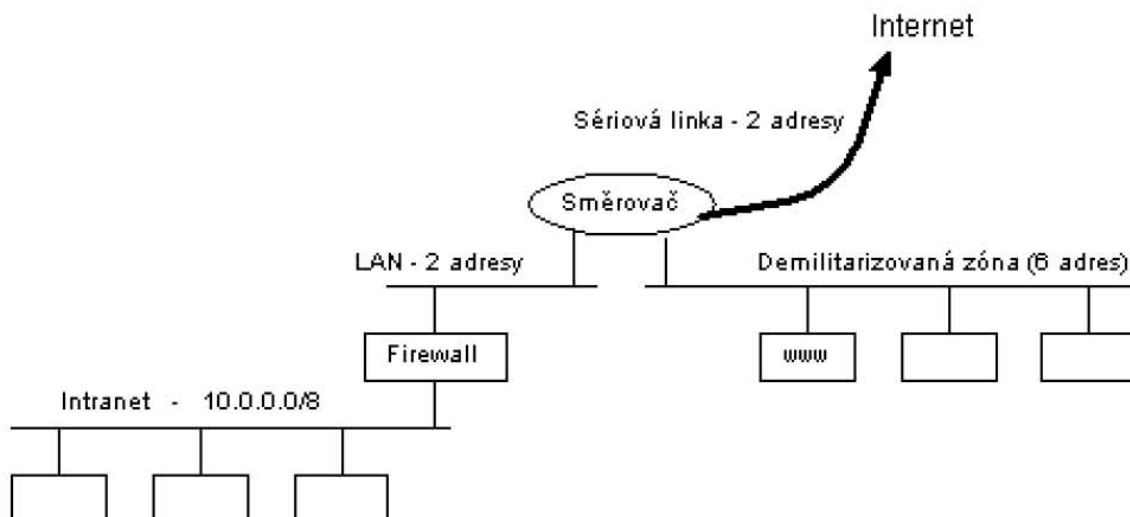 Internet
Sériová linka - 2 adresy
Směrovač
LAN - 2 adresy
Demilitarizovaná zóna (6 adres)
Firewall
www
Intranet - 10.0.0.0/8